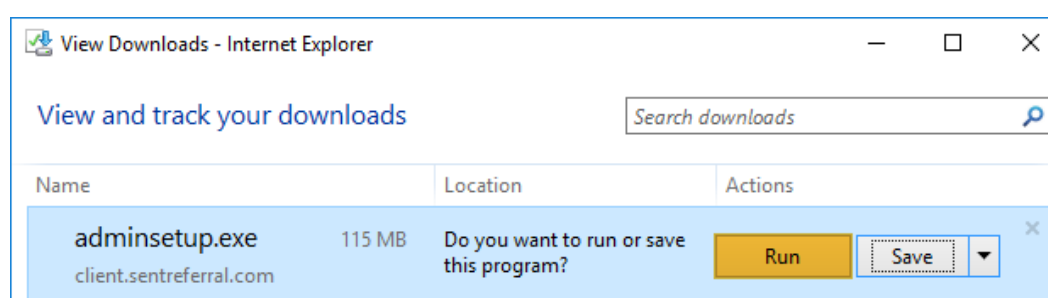 View Downloads - Internet Explorer
View and track your downloads
Search downloads
Name Location Actions
adminsetup.exe 115 MB Do you want to run or save Run Save
client.sentreferral.com this program?